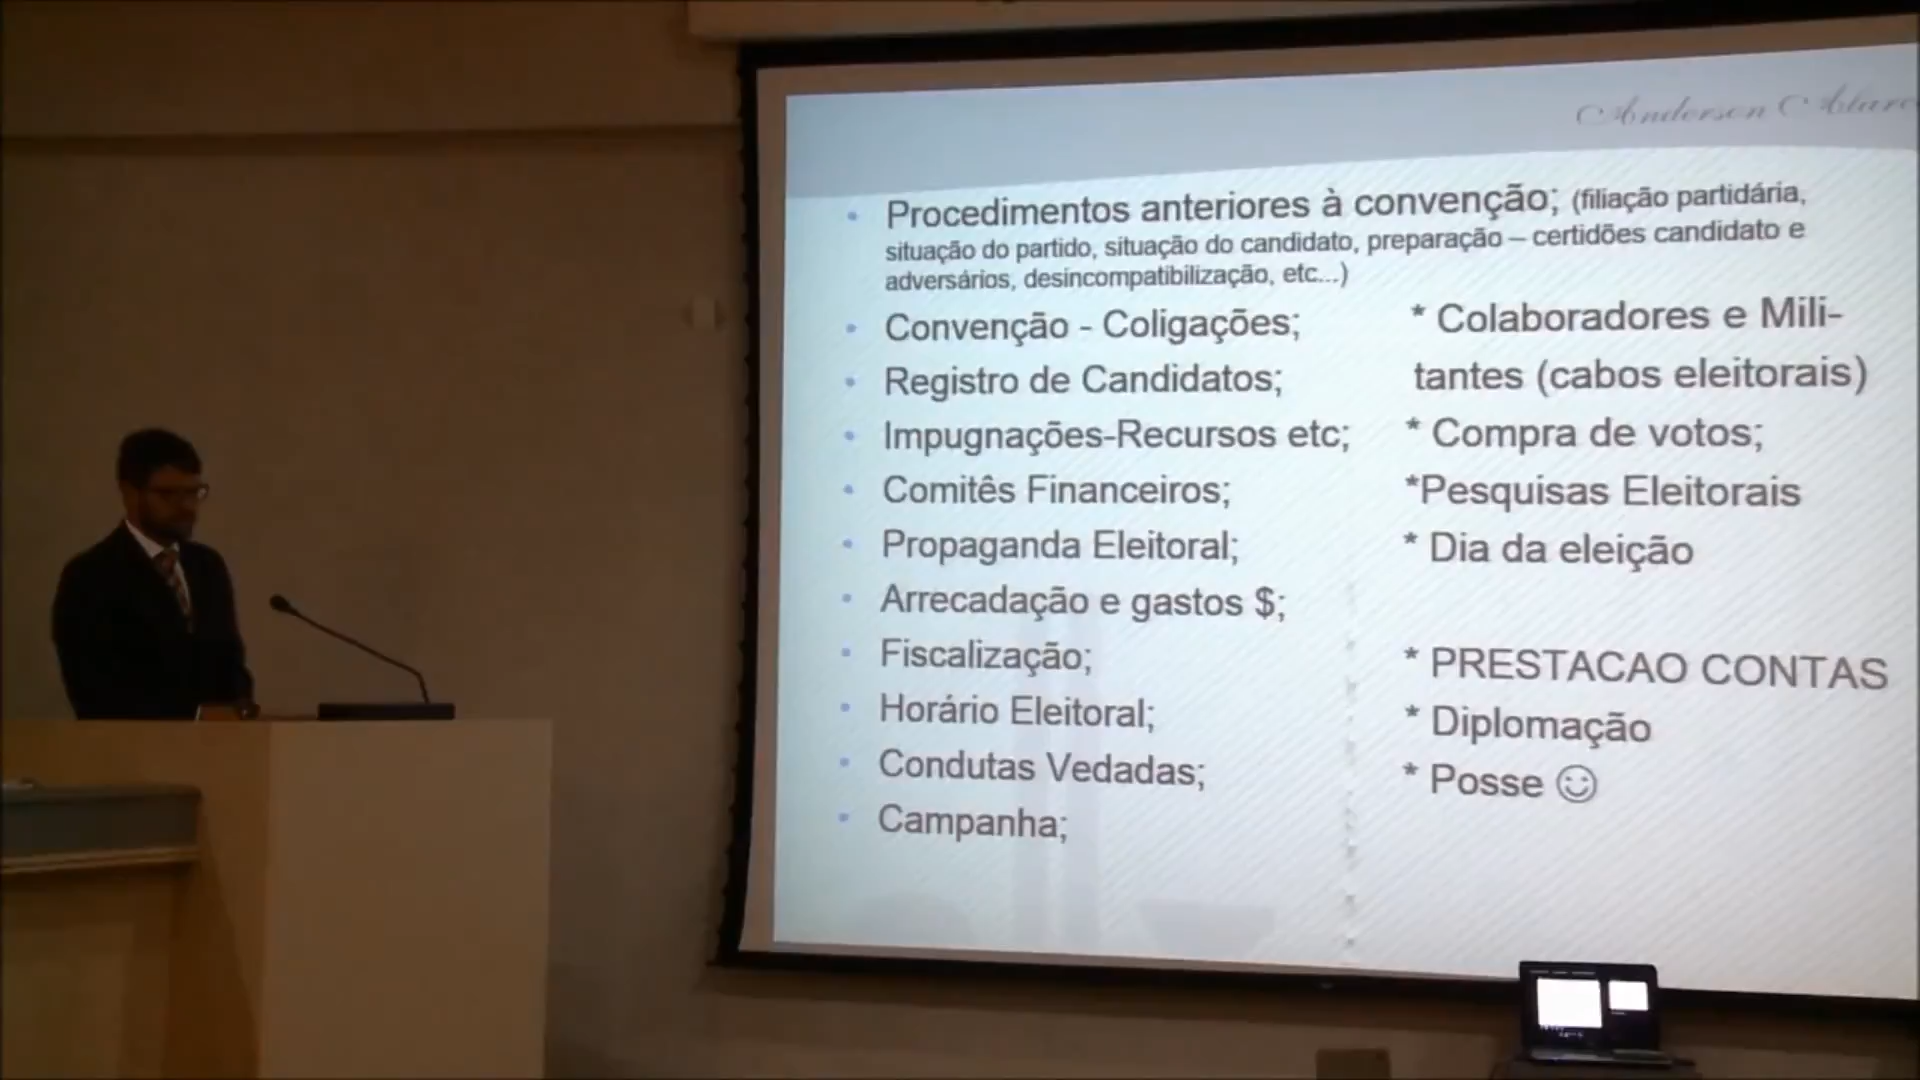 Anderson
• Procedimentos anteriores à convenção; (filiação partidária,
situação do partido, situação do candidato, preparação – certidões candidato e
adversários, desincompatibilização, etc...)
• Convenção - Coligações;
• Registro de Candidatos;
• Impugnações-Recursos etc;
• Comitês Financeiros;
• Propaganda Eleitoral;
• Arrecadação e gastos $;
• Fiscalização;
• Horário Eleitoral;
• Condutas Vedadas;
• Campanha;
* Colaboradores e Mili-
tantes (cabos eleitorais)
* Compra de votos;
*Pesquisas Eleitorais
* Dia da eleição
* PRESTACAO CONTAS
* Diplomação
* Posse ☺